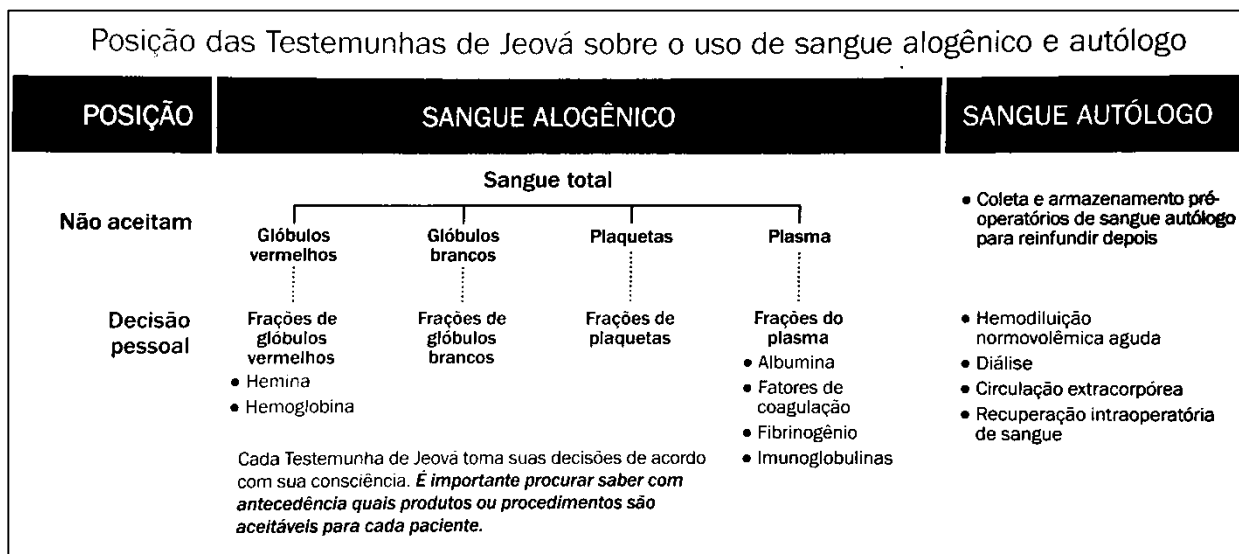 Posição das Testemunhas de Jeová sobre o uso de sangue alogênico e autólogo
POSIÇÃO
SANGUE ALOGÊNICO
SANGUE AUTÓLOGO
Sangue total
Não aceitam
Glóbulos
vermelhos
Glóbulos
brancos
Plaquetas
Plasma
• Coleta e armazenamento pré-
operatórios de sangue autólogo
para reinfundir depois
Decisão
pessoal
Frações de
glóbulos
vermelhos
• Hemina
• Hemoglobina
Frações de
glóbulos
brancos
Frações de
plaquetas
Frações do
plasma
• Albumina
• Fatores de
coagulação
• Fibrinogênio
• Imunoglobulinas
• Hemodiluição
normovolêmica aguda
• Diálise
• Circulação extracorpórea
• Recuperação intraoperatória
de sangue
Cada Testemunha de Jeová toma suas decisões de acordo
com sua consciência. É importante procurar saber com
antecedência quais produtos ou procedimentos são
aceitáveis para cada paciente.